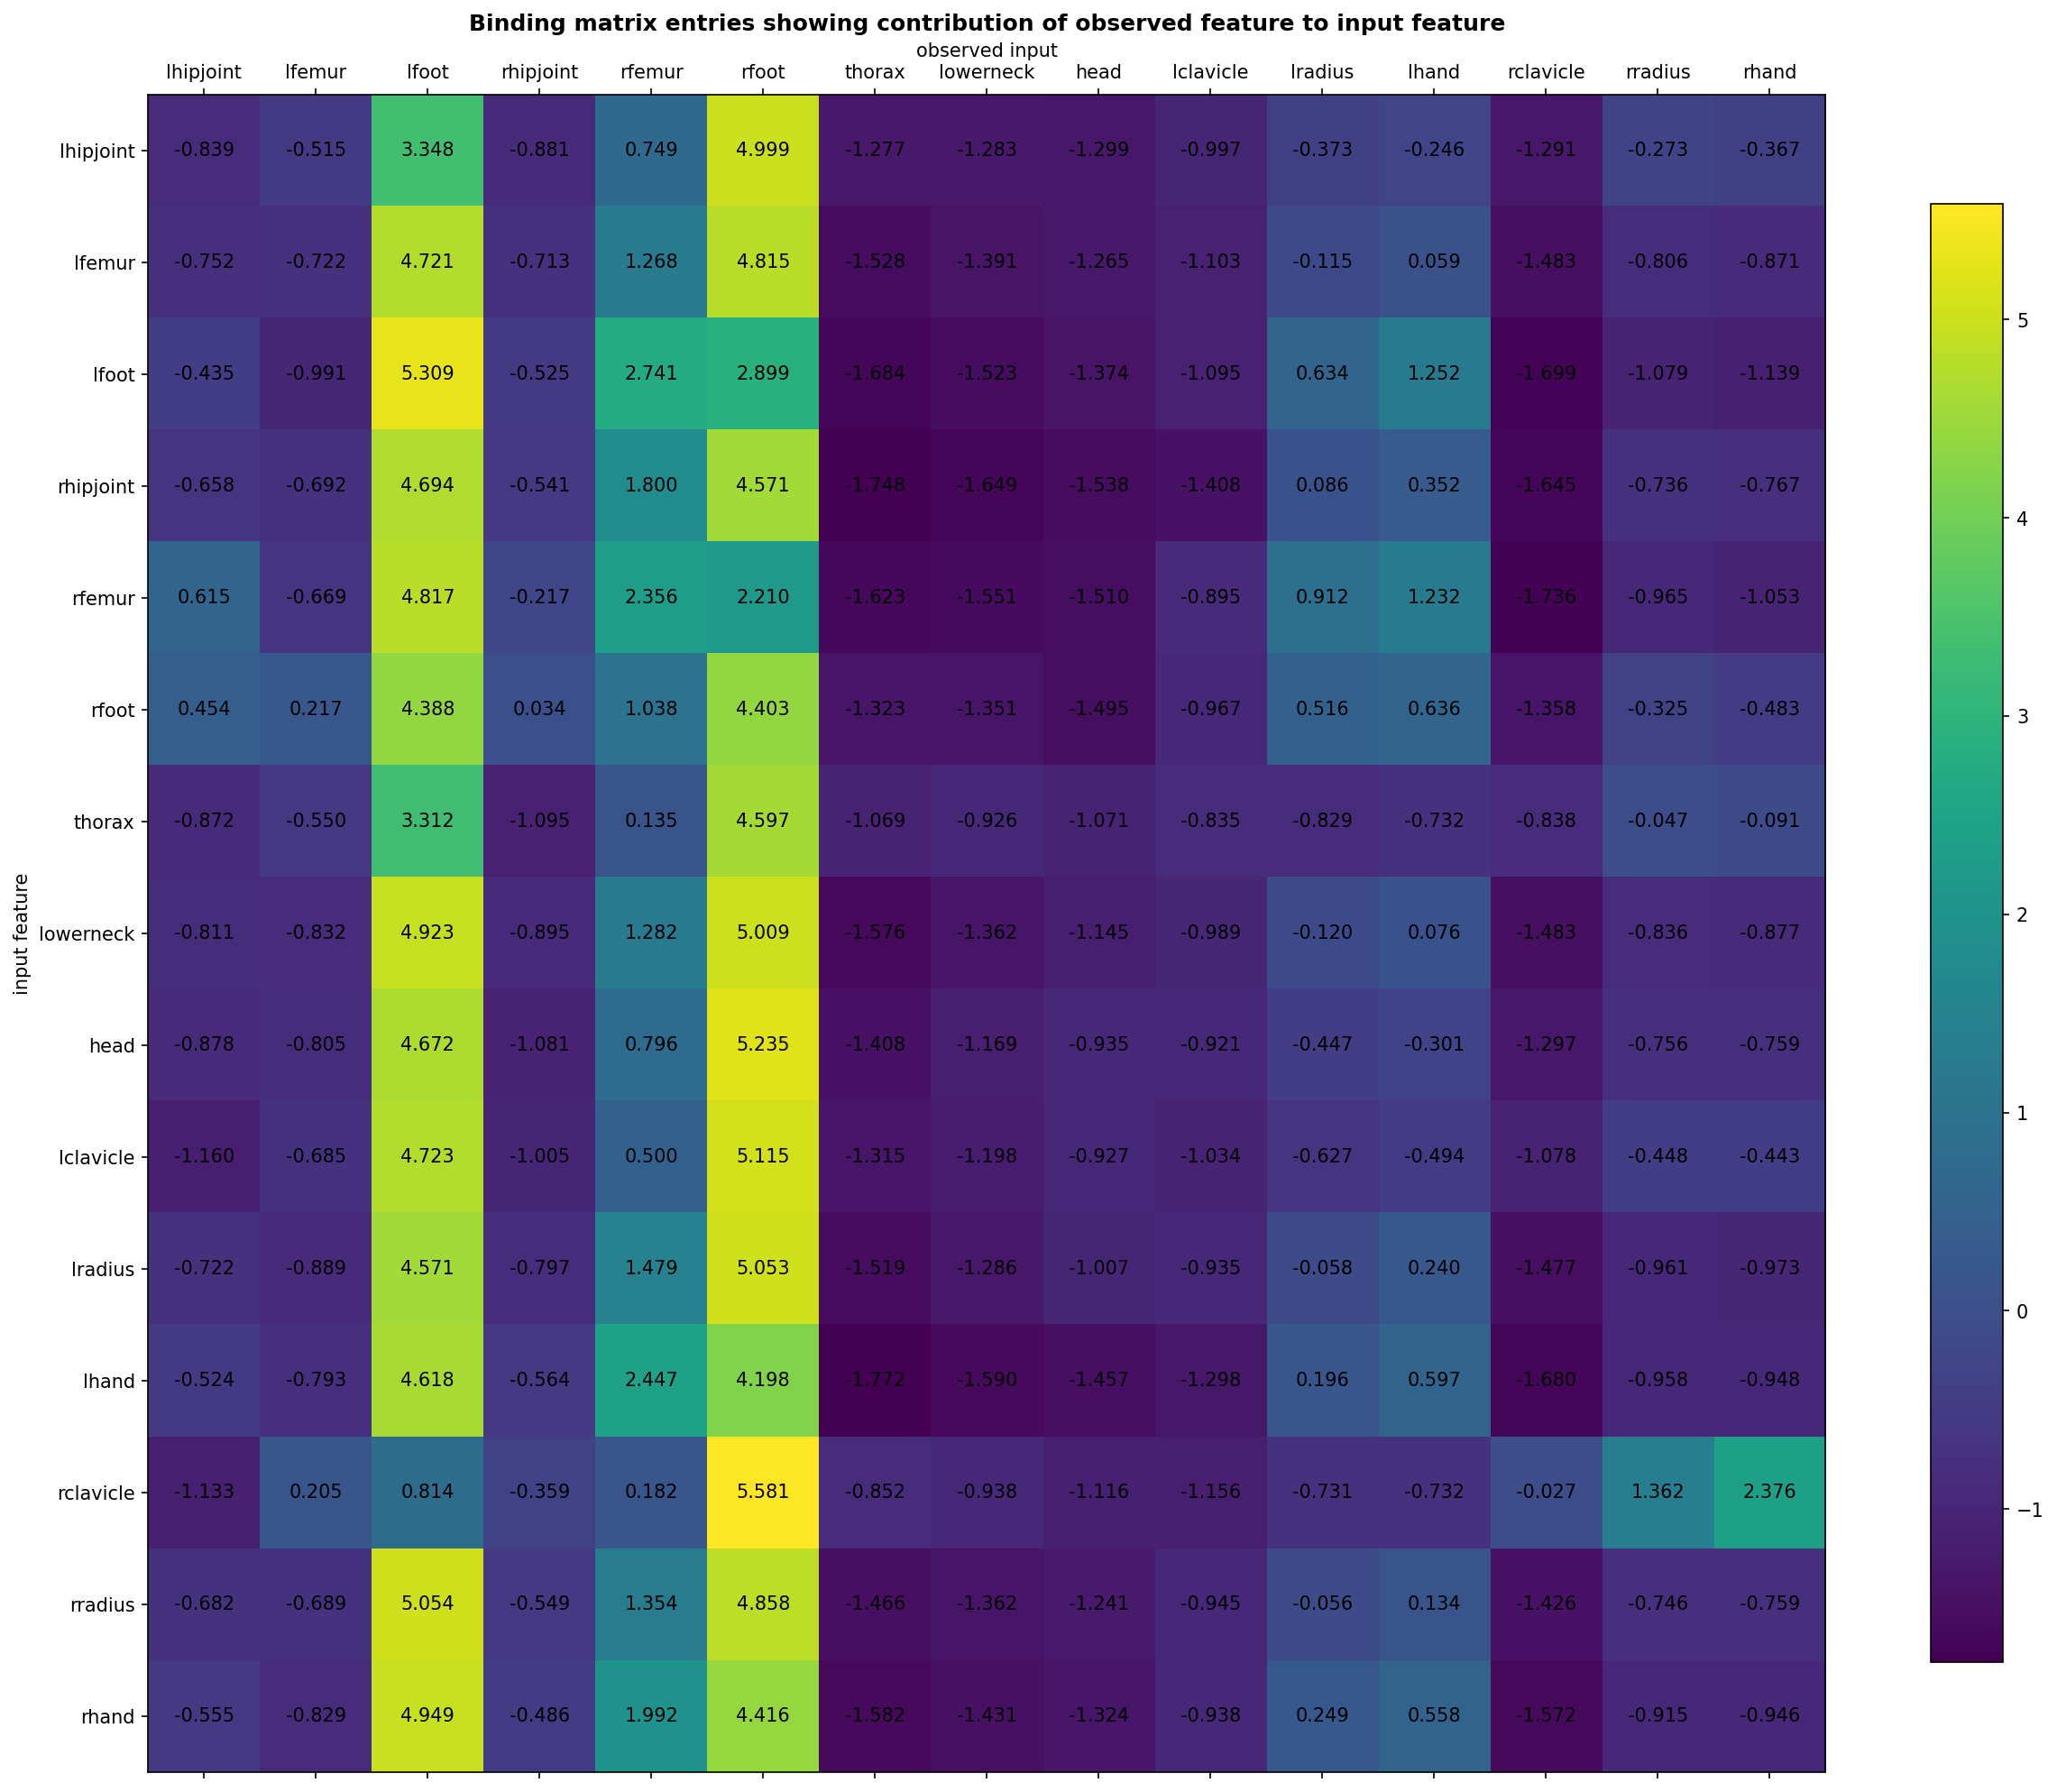 Binding matrix entries showing contribution of observed feature to input feature
observed input
lhipjoint lfemur lfoot rhipjoint rfemur rfoot thorax lowerneck head lclavicle lradius lhand rclavicle rradius rhand
lhipjoint -0.839 -0.515 3.348 -0.881 0.749 4.999 -1.277 -1.283 -1.299 -0.997 -0.373 -0.246 -1.291 -0.273 -0.367
lfemur -0.752 -0.722 4.721 -0.713 1.268 4.815 -1.528 -1.391 -1.265 -1.103 -0.115 0.059 -1.483 -0.806 -0.871
5
lfoot -0.435 -0.991 5.309 -0.525 2.741 2.899 -1.684 -1.523 -1.374 -1.095 0.634 1.252 -1.699 -1.079 -1.139
rhipjoint -0.658 -0.692 4.694 -0.541 1.800 4.571 -1.748 -1.649 -1.538 -1.408 0.086 0.352 -1.645 -0.736 -0.767
4
rfemur 0.615 -0.669 4.817 -0.217 2.356 2.210 -1.623 -1.551 -1.510 -0.895 0.912 1.232 -1.736 -0.965 -1.053
rfoot 0.454 0.217 4.388 0.034 1.038 4.403 -1.323 -1.351 -1.495 -0.967 0.516 0.636 -1.358 -0.325 -0.483
3
thorax -0.872 -0.550 3.312 -1.095 0.135 4.597 -1.069 -0.926 -1.071 -0.835 -0.829 -0.732 -0.838 -0.047 -0.091
2
input feature
lowerneck -0.811 -0.832 4.923 -0.895 1.282 5.009 -1.576 -1.362 -1.145 -0.989 -0.120 0.076 -1.483 -0.836 -0.877
head -0.878 -0.805 4.672 -1.081 0.796 5.235 -1.408 -1.169 -0.935 -0.921 -0.447 -0.301 -1.297 -0.756 -0.759
1
lclavicle -1.160 -0.685 4.723 -1.005 0.500 5.115 -1.315 -1.198 -0.927 -1.034 -0.627 -0.494 -1.078 -0.448 -0.443
lradius -0.722 -0.889 4.571 -0.797 1.479 5.053 -1.519 -1.286 -1.007 -0.935 -0.058 0.240 -1.477 -0.961 -0.973
0
lhand -0.524 -0.793 4.618 -0.564 2.447 4.198 -1.772 -1.590 -1.457 -1.298 0.196 0.597 -1.680 -0.958 -0.948
rclavicle -1.133 0.205 0.814 -0.359 0.182 5.581 -0.852 -0.938 -1.116 -1.156 -0.731 -0.732 -0.027 1.362 2.376
−1
rradius -0.682 -0.689 5.054 -0.549 1.354 4.858 -1.466 -1.362 -1.241 -0.945 -0.056 0.134 -1.426 -0.746 -0.759
rhand -0.555 -0.829 4.949 -0.486 1.992 4.416 -1.582 -1.431 -1.324 -0.938 0.249 0.558 -1.572 -0.915 -0.946